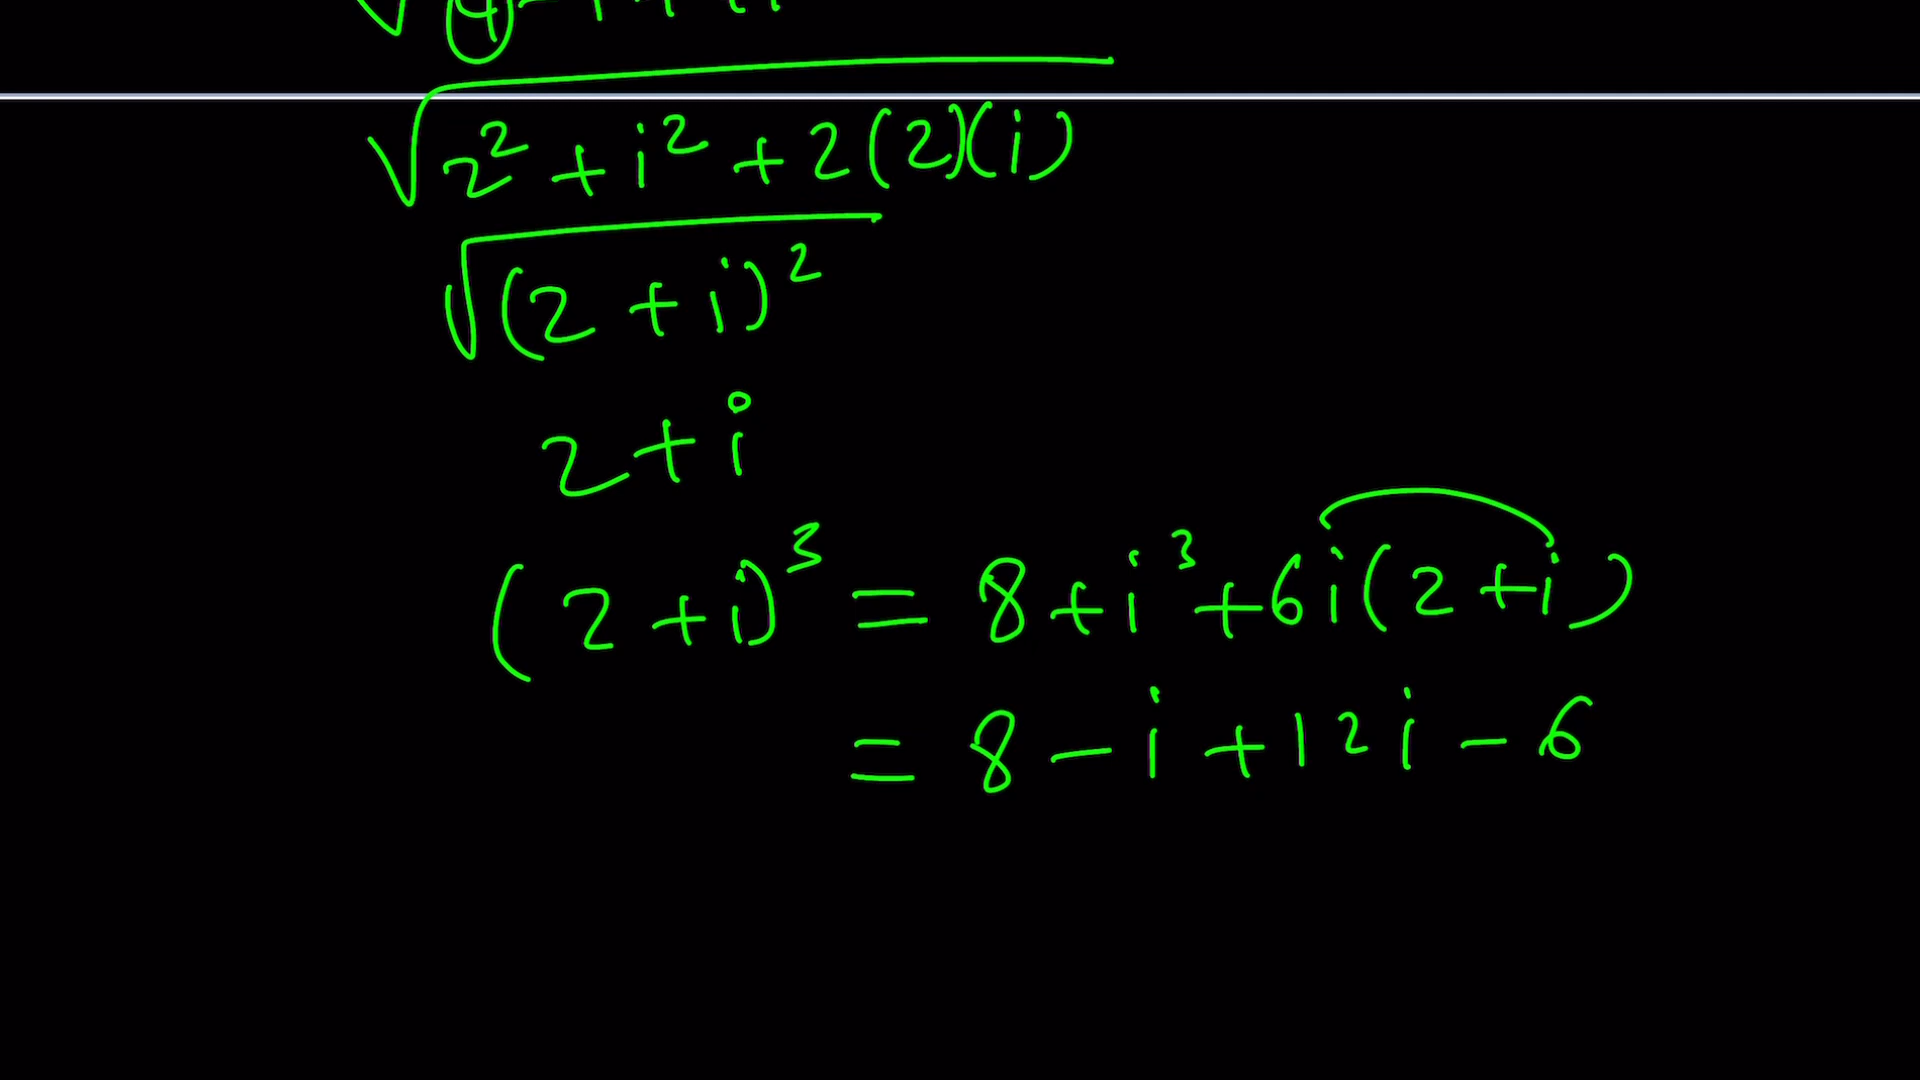 √(2² + i² + 2(2)(i))
√((2 + i)²)
2 + i
(2 + i)³ = 8 + i³ + 6i(2 + i)
= 8 - i + 12i - 6